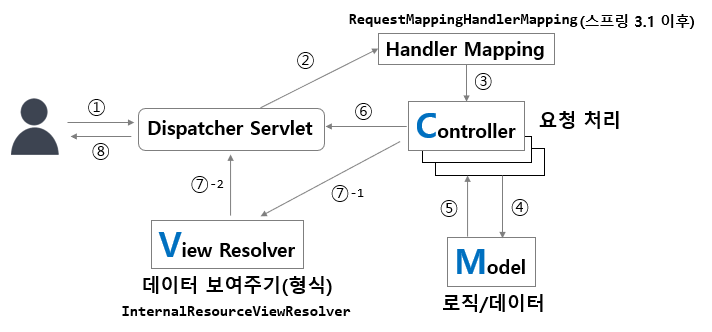 RequestMappingHandlerMapping(스프링 3.1 이후)
Handler Mapping
②
③
①
Dispatcher Servlet
⑥
Controller
요청 처리
⑧
⑦-2
⑦-1
⑤
④
View Resolver
Model
데이터 보여주기(형식)
로직/데이터
InternalResourceViewResolver